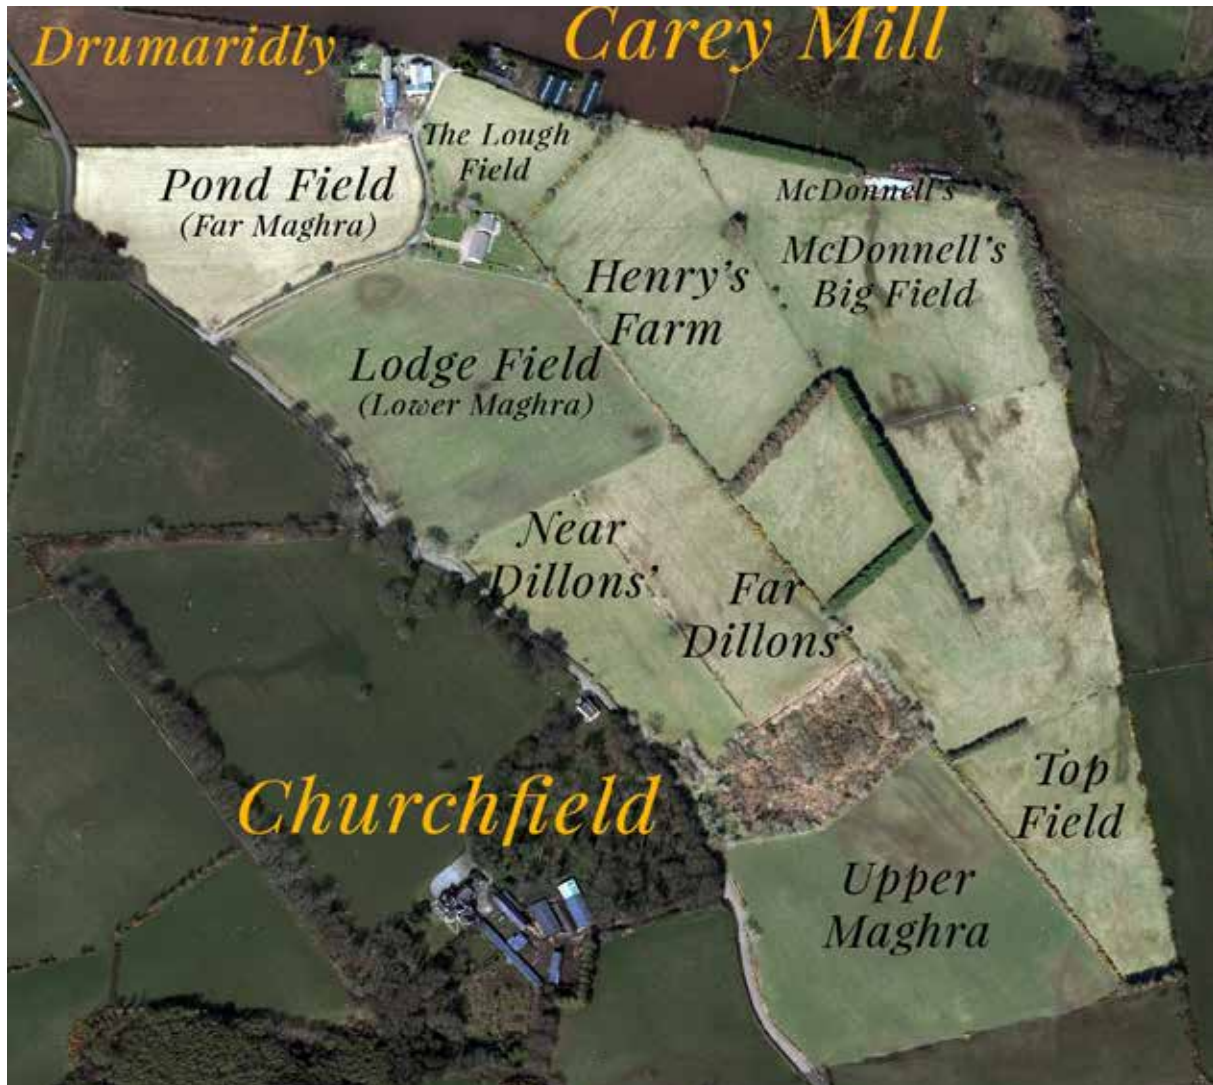 Drumaridly
Carey Mill
The Lough
Field
Pond Field
(Far Maghra)
McDonnell's
McDonnell's
Big Field
Henry's
Farm
Lodge Field
(Lower Maghra)
Near
Dillons'
Far
Dillons'
Churchfield
Top
Field
Upper
Maghra